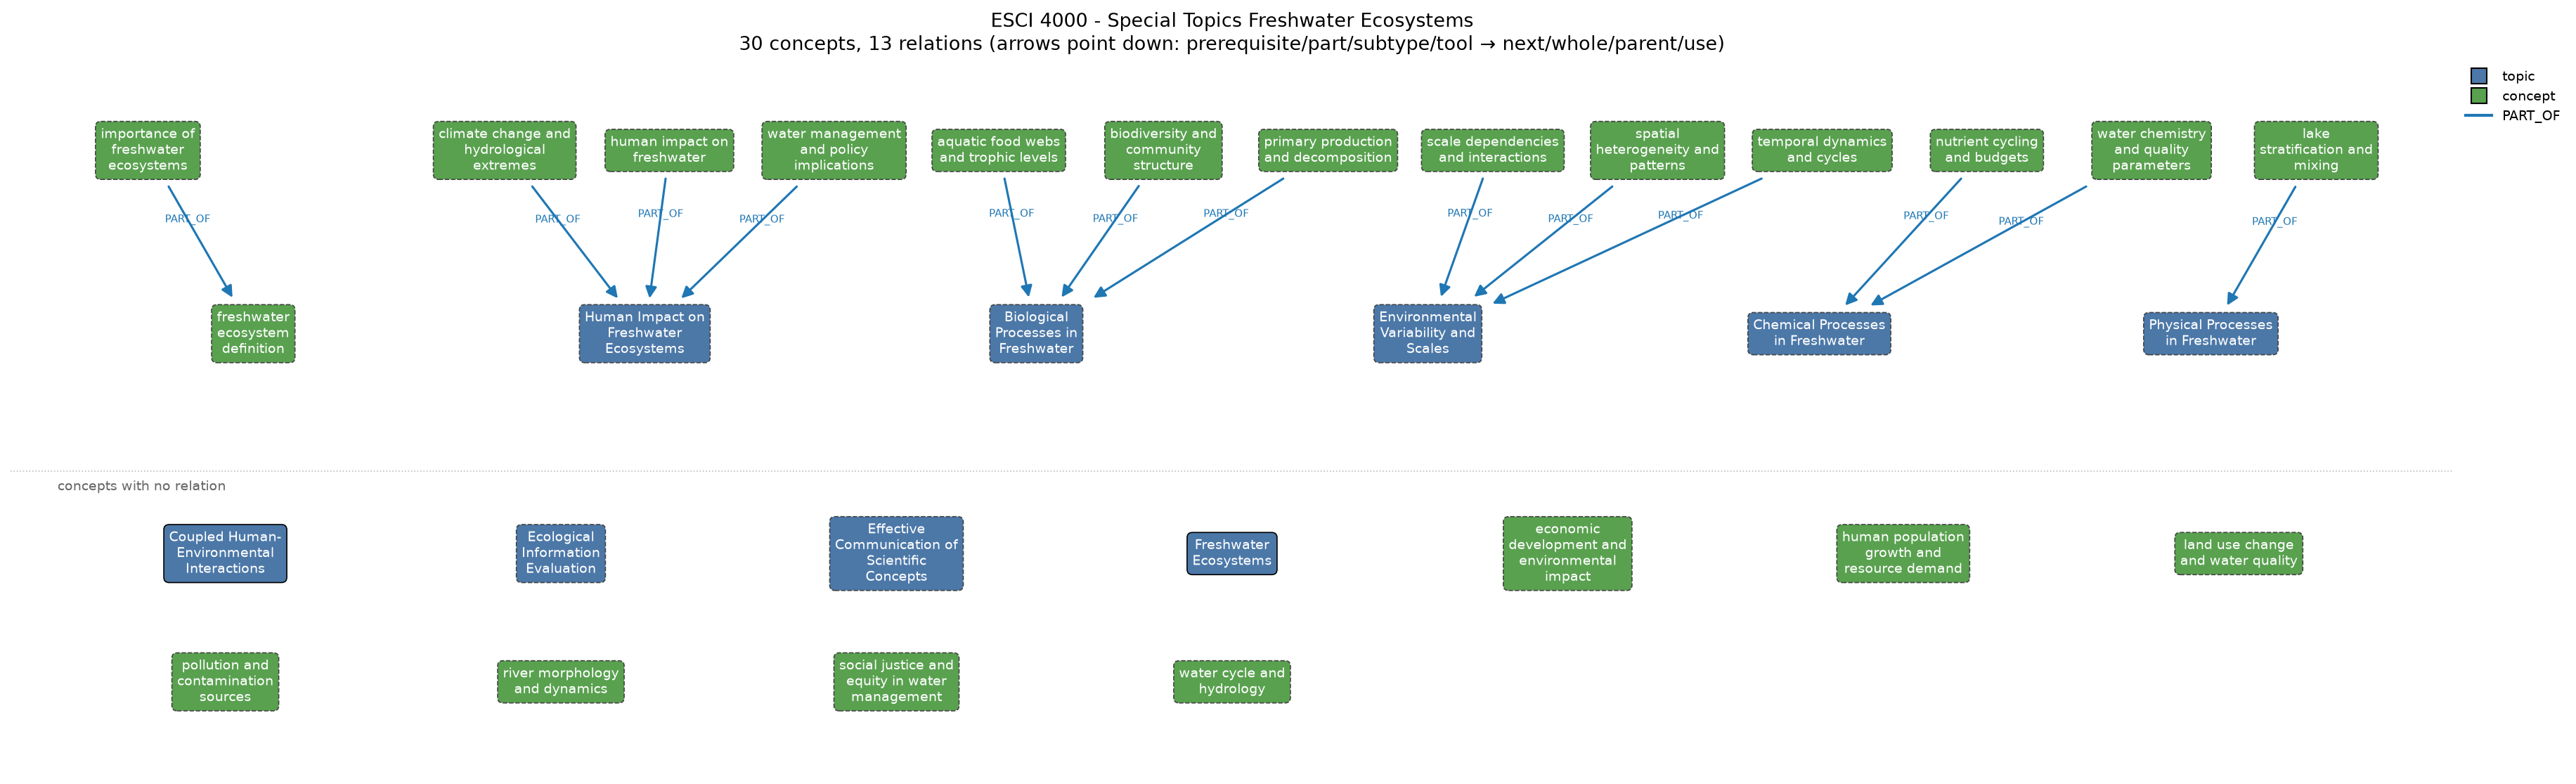 ESCI 4000 - Special Topics Freshwater Ecosystems
30 concepts, 13 relations (arrows point down: prerequisite/part/subtype/tool → next/whole/parent/use)
topic
concept
PART_OF
importance of
freshwater
ecosystems
climate change and
hydrological
extremes
human impact on
freshwater
water management
and policy
implications
aquatic food webs
and trophic levels
biodiversity and
community
structure
primary production
and decomposition
scale dependencies
and interactions
spatial
heterogeneity and
patterns
temporal dynamics
and cycles
nutrient cycling
and budgets
water chemistry
and quality
parameters
lake
stratification and
mixing
PART_OF
PART_OF
PART_OF
PART_OF
PART_OF
PART_OF
PART_OF
PART_OF
PART_OF
PART_OF
PART_OF
PART_OF
PART_OF
freshwater
ecosystem
definition
Human Impact on
Freshwater
Ecosystems
Biological
Processes in
Freshwater
Environmental
Variability and
Scales
Chemical Processes
in Freshwater
Physical Processes
in Freshwater
concepts with no relation
Coupled Human-
Environmental
Interactions
Ecological
Information
Evaluation
Effective
Communication of
Scientific
Concepts
Freshwater
Ecosystems
economic
development and
environmental
impact
human population
growth and
resource demand
land use change
and water quality
pollution and
contamination
sources
river morphology
and dynamics
social justice and
equity in water
management
water cycle and
hydrology